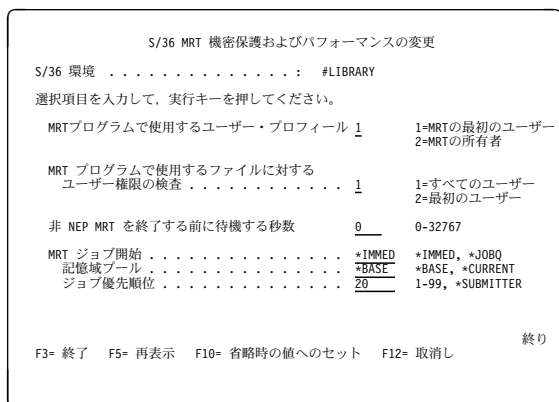 S/36 MRT 機密保護およびパフォーマンスの変更
S/36 環境 . . . . . . . . . . . . . . . : #LIBRARY
選択項目を入力して，実行キーを押してください。
MRTプログラムで使用するユーザー・プロフィール 1 1=MRTの最初のユーザー
2=MRTの所有者
MRT プログラムで使用するファイルに対する
ユーザー権限の検査 . . . . . . . . . . . . 1 1=すべてのユーザー
2=最初のユーザー
非 NEP MRT を終了する前に待機する秒数 0 0-32767
MRT ジョブ開始 . . . . . . . . . . . . . . . . *IMMED *IMMED, *JOBQ
記憶域プール . . . . . . . . . . . . . . . . *BASE *BASE, *CURRENT
ジョブ優先順位 . . . . . . . . . . . . . . . 20 1-99, *SUBMITTER
終り
F3= 終了 F5= 再表示 F10= 省略時の値へのセット F12= 取消し